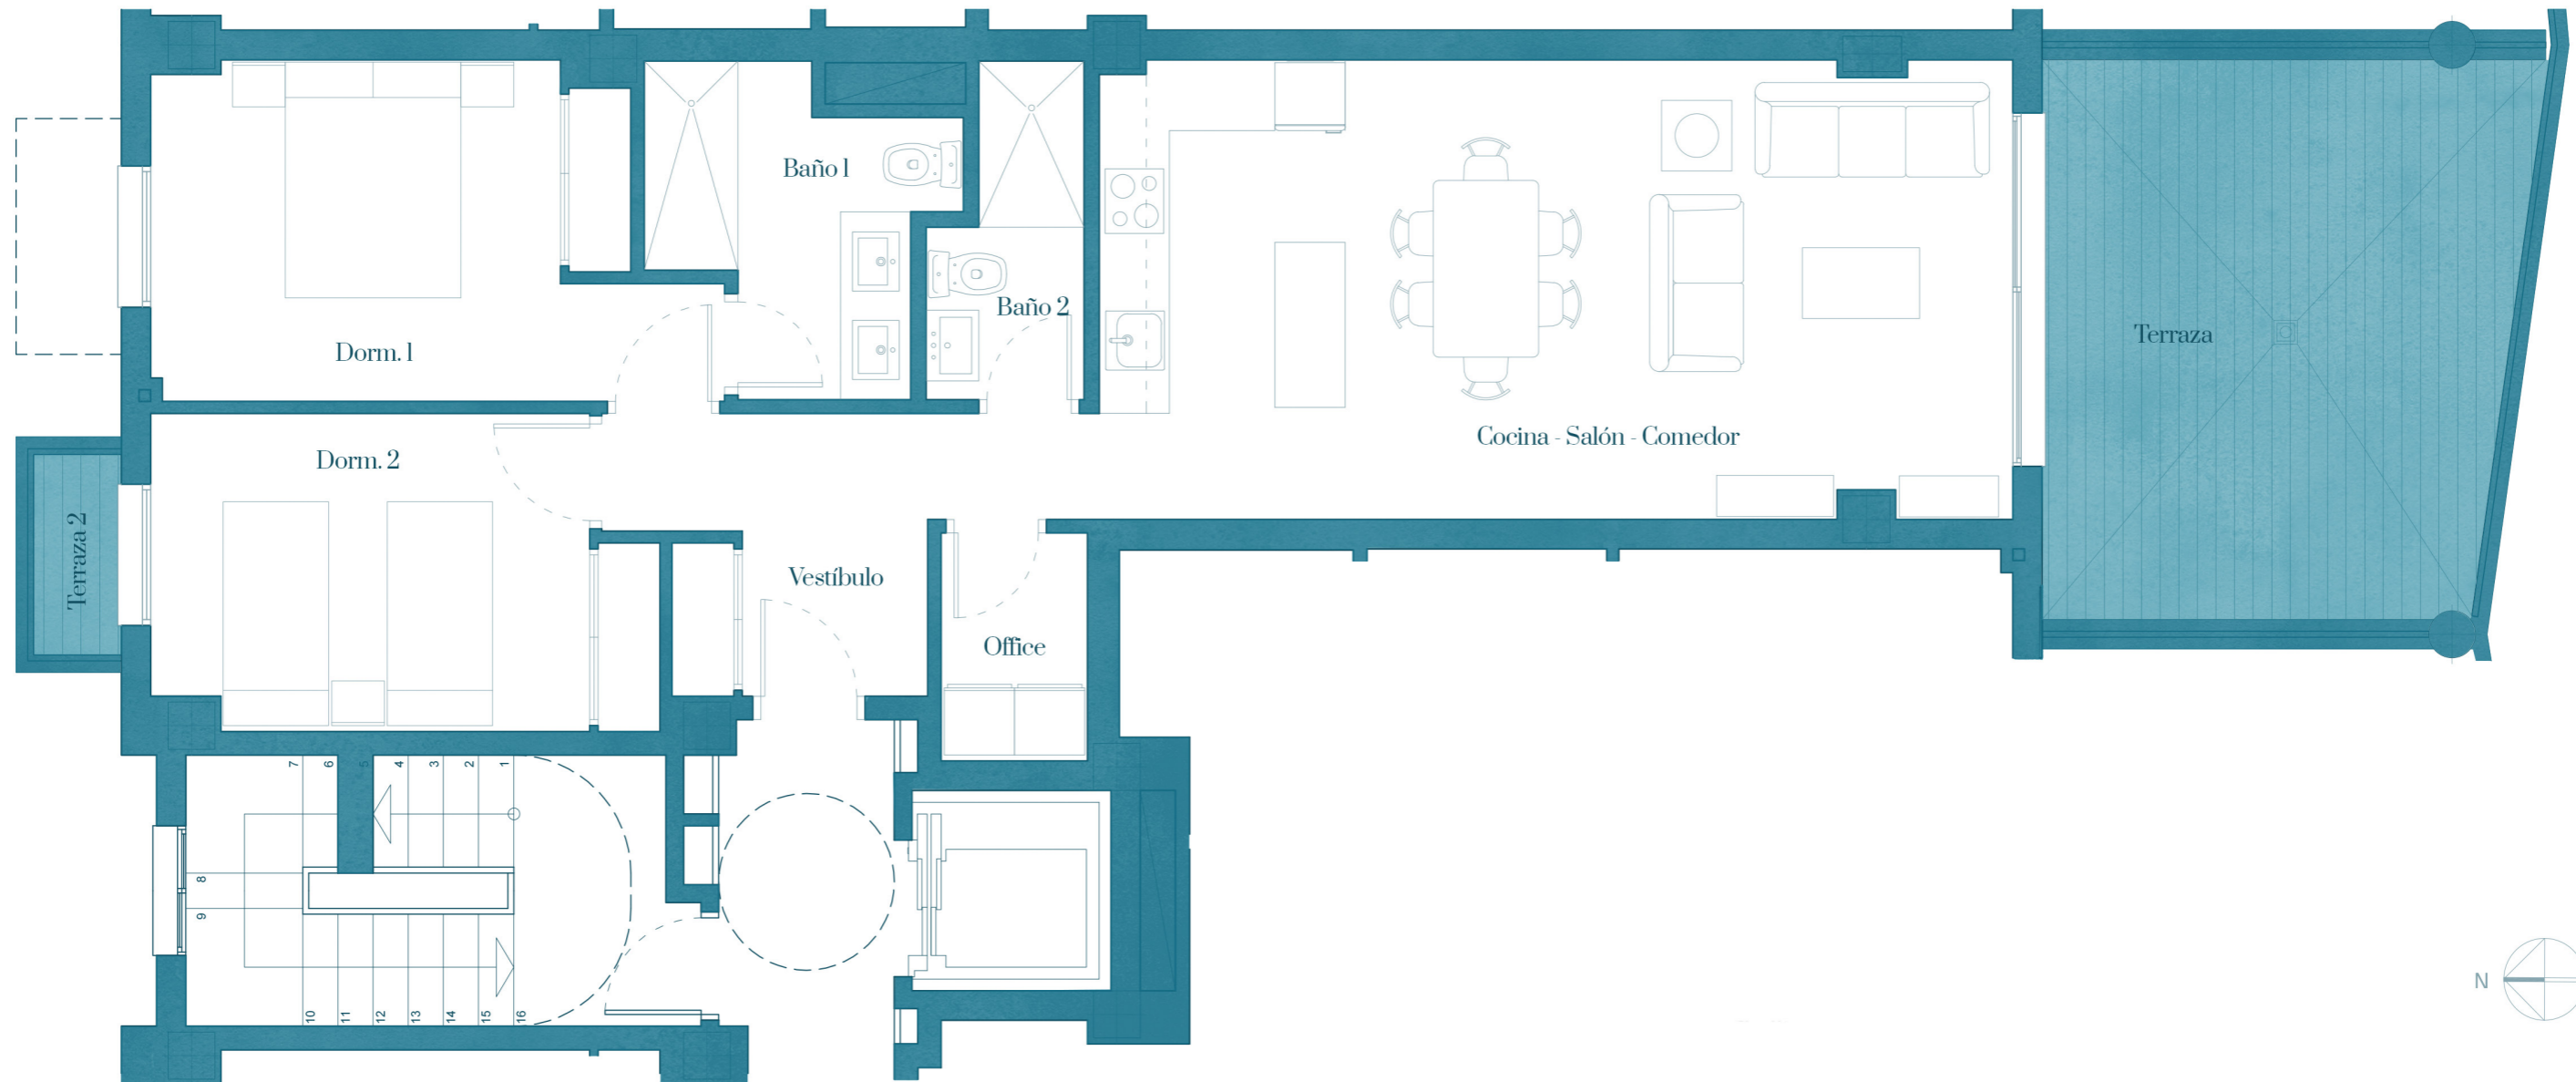 Baño 1
Baño 2
Dorm. 1
Terraza
Cocina - Salón - Comedor
Dorm. 2
Terraza 2
Vestíbulo
Office
7
6
5
4
3
2
1
8
9
10
11
12
13
14
15
16
N